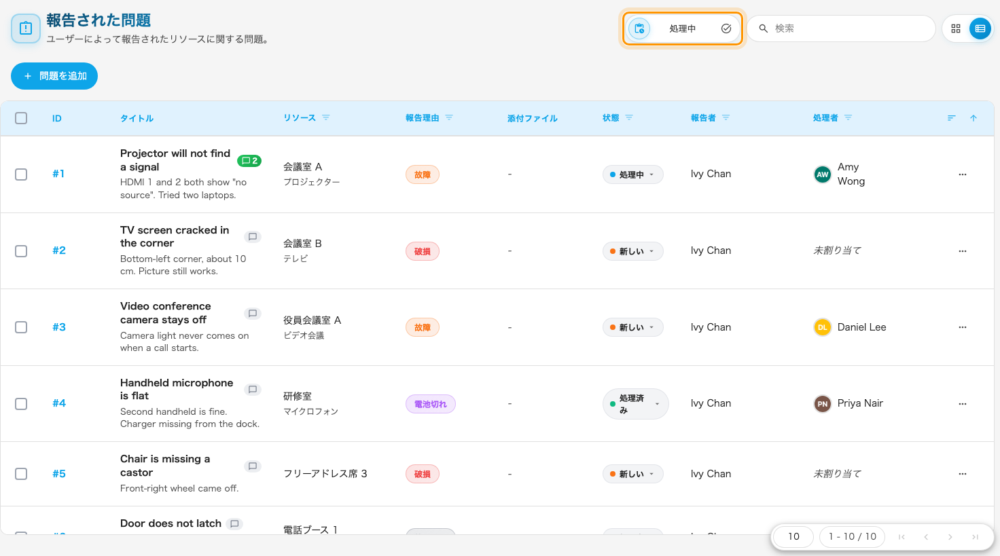 報告された問題
ユーザーによって報告されたリソースに関する問題。
処理中
検索
+ 問題を追加
ID タイトル リソース 報告理由 添付ファイル 状態 報告者 処理者
#1
Projector will not find
a signal
2
HDMI 1 and 2 both show "no
source". Tried two laptops.
会議室 A
プロジェクター
故障
-
処理中
Ivy Chan
AW
Amy
Wong
#2
TV screen cracked in
the corner
Bottom-left corner, about 10
cm. Picture still works.
会議室 B
テレビ
破損
-
新しい
Ivy Chan
未割り当て
#3
Video conference
camera stays off
Camera light never comes on
when a call starts.
役員会議室 A
ビデオ会議
故障
-
新しい
Ivy Chan
DL
Daniel Lee
#4
Handheld microphone
is flat
Second handheld is fine.
Charger missing from the dock.
研修室
マイクロフォン
電池切れ
-
処理済
み
Ivy Chan
PN
Priya Nair
#5
Chair is missing a
castor
Front-right wheel came off.
フリーアドレス席 3
破損
-
新しい
Ivy Chan
未割り当て
Door does not latch
電話ブース 1
10
1 - 10 / 10